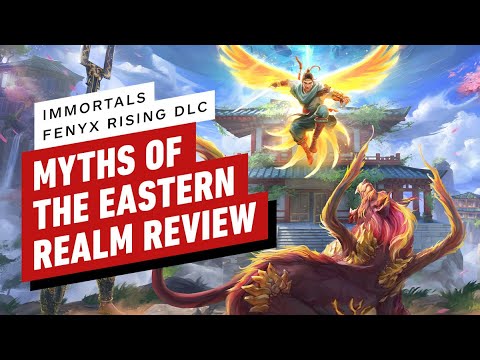 IMMORTALS
FENYX RISING DLC
MYTHS OF
THE EASTERN
REALM REVIEW